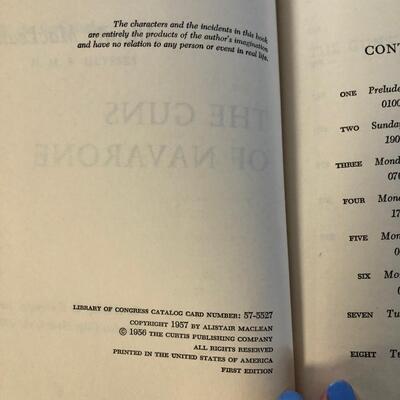 The characters and the incidents in this book
are entirely the products of the author's imagination
and have no relation to any person or event in real life.
THE GUNS
OF NAVARONE
LIBRARY OF CONGRESS CATALOG CARD NUMBER: 57-5527
COPYRIGHT 1957 BY ALISTAIR MACLEAN
© 1956 THE CURTIS PUBLISHING COMPANY
ALL RIGHTS RESERVED
PRINTED IN THE UNITED STATES OF AMERICA
FIRST EDITION
CONT
ONE Prelude
0100
TWO Sunday
190
THREE Mond
070
FOUR Mond
17
FIVE Mon
0
SIX Mo
SEVEN Tu
EIGHT Te